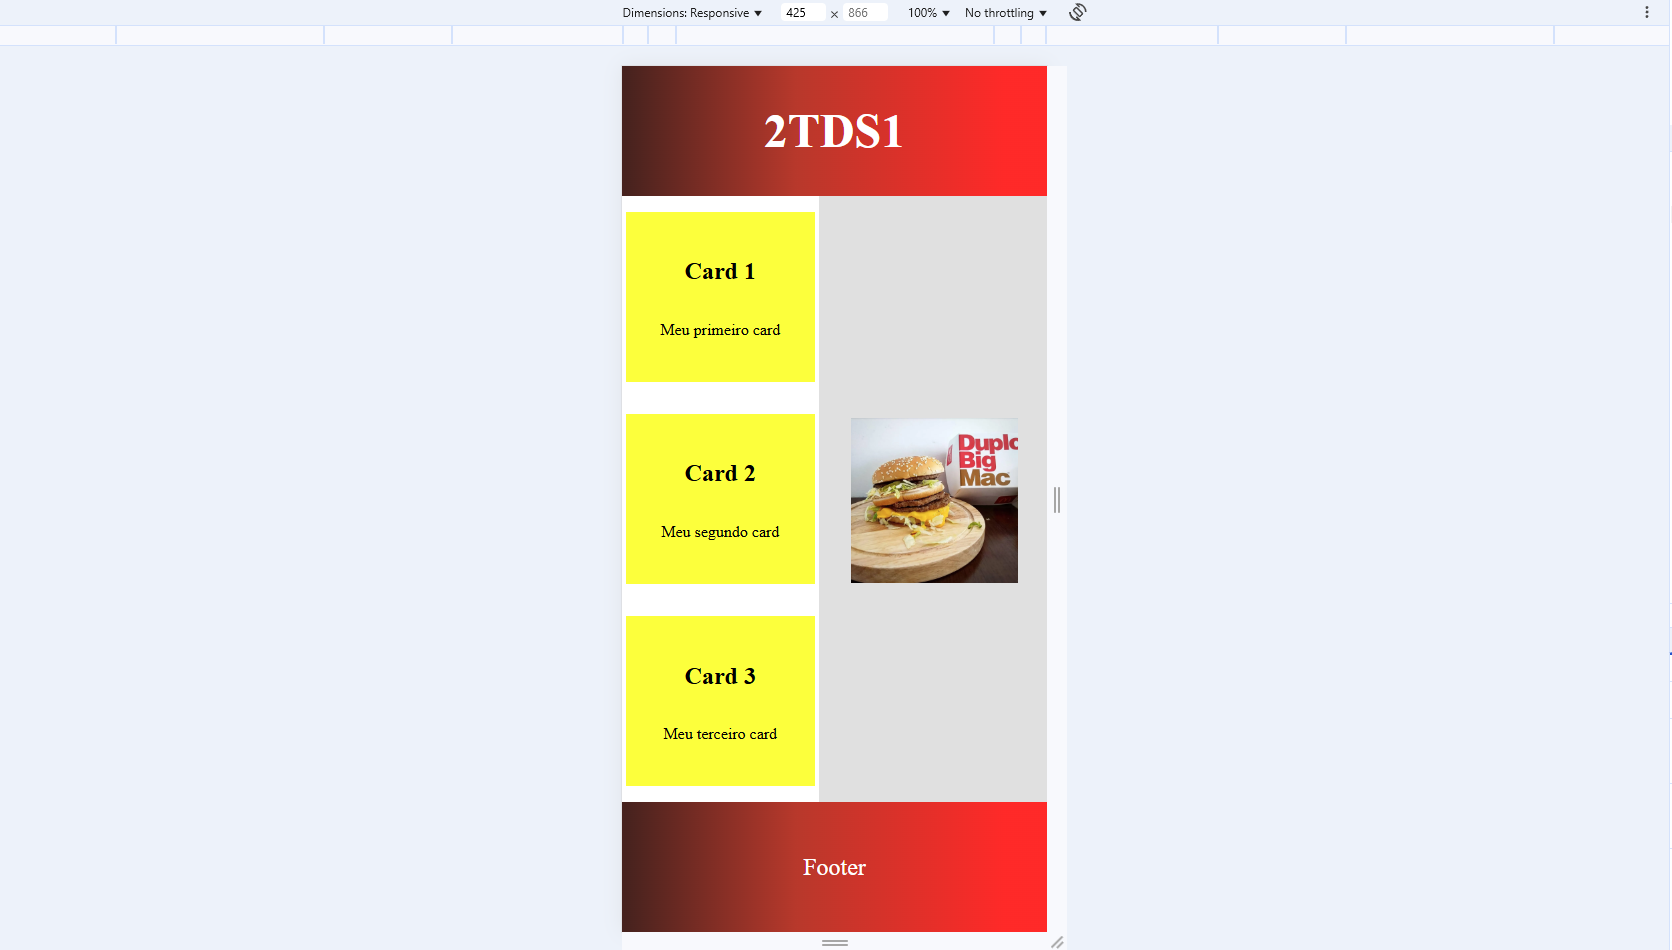 Dimensions: Responsive 425 × 866 100% No throttling
2TDS1
Card 1
Meu primeiro card
Card 2
Meu segundo card
Duplo
Big
Mac
Card 3
Meu terceiro card
Footer